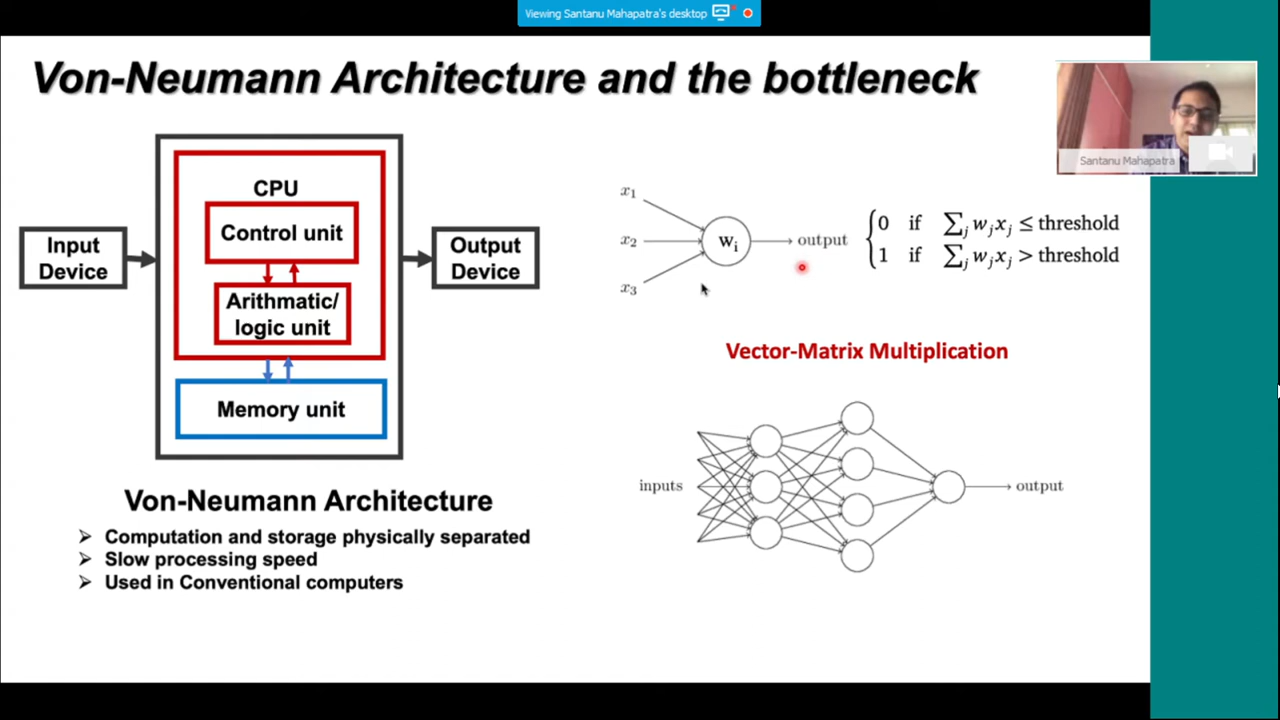 Viewing Santanu Mahapatra's desktop
Von-Neumann Architecture and the bottleneck
Santanu Mahapatra
CPU
Control unit
Arithmatic/
logic unit
Memory unit
Input
Device
Output
Device
Von-Neumann Architecture
➢ Computation and storage physically separated
➢ Slow processing speed
➢ Used in Conventional computers
x₁
x₂
x₃
wᵢ
output
0 if ∑ⱼ wⱼxⱼ ≤ threshold
1 if ∑ⱼ wⱼxⱼ > threshold
Vector-Matrix Multiplication
inputs
output